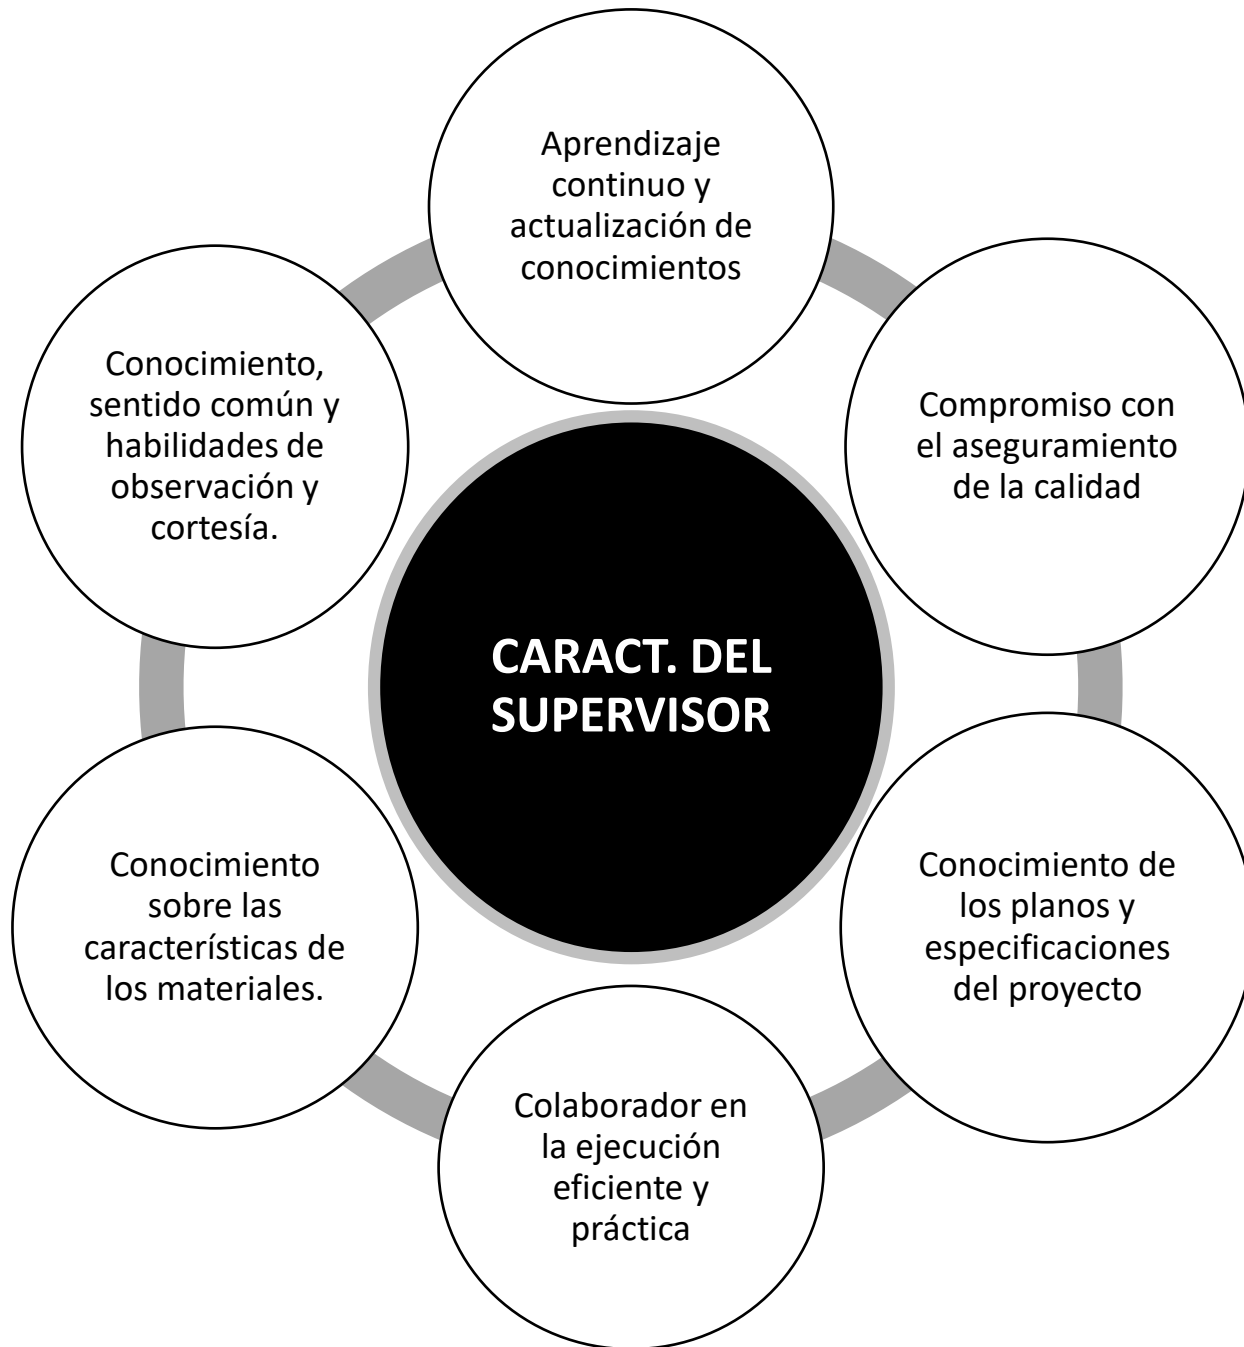 Aprendizaje
continuo y
actualización de
conocimientos
Compromiso con
el aseguramiento
de la calidad
Conocimiento de
los planos y
especificaciones
del proyecto
Colaborador en
la ejecución
eficiente y
práctica
Conocimiento
sobre las
características de
los materiales.
Conocimiento,
sentido común y
habilidades de
observación y
cortesía.
CARACT. DEL
SUPERVISOR